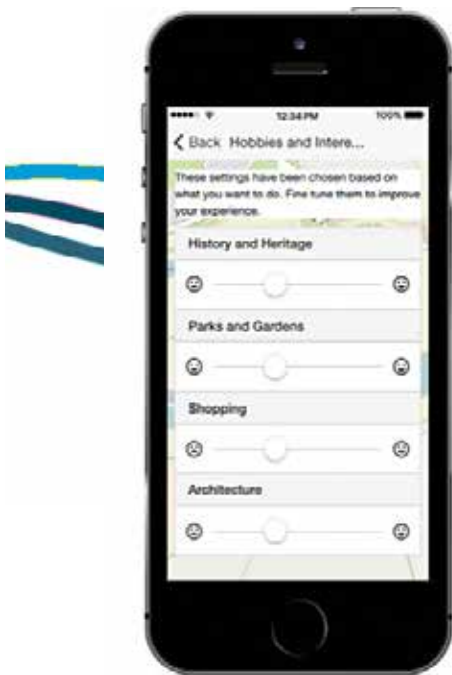 12:34 PM 100%
Back Hobbies and Intere...
These settings have been chosen based on
what you want to do. Fine tune them to improve
your experience.
History and Heritage
Parks and Gardens
Shopping
Architecture